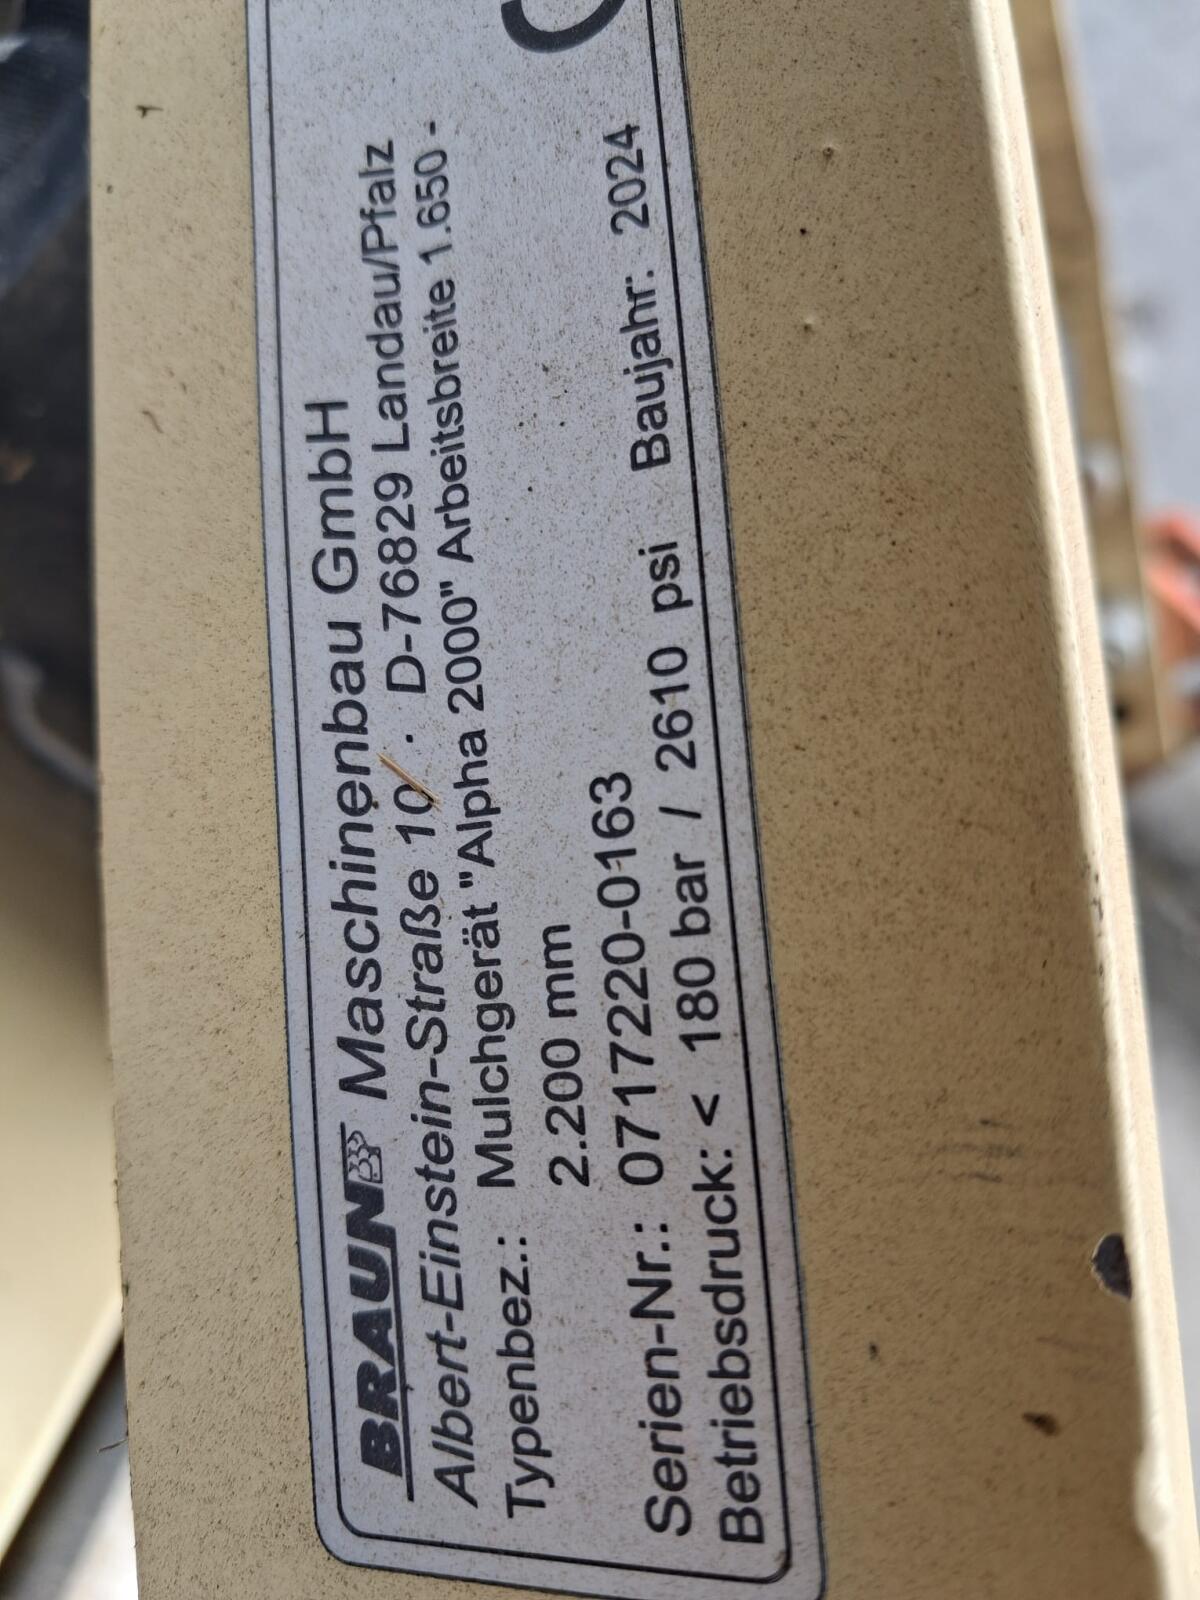 BRAUN Maschinenbau GmbH
Albert-Einstein-Straße 10 · D-76829 Landau/Pfalz
Typenbez.: Mulchgerät "Alpha 2000" Arbeitsbreite 1.650 -
2.200 mm
Serien-Nr.: 0717220-0163 Baujahr: 2024
Betriebsdruck: < 180 bar / 2610 psi